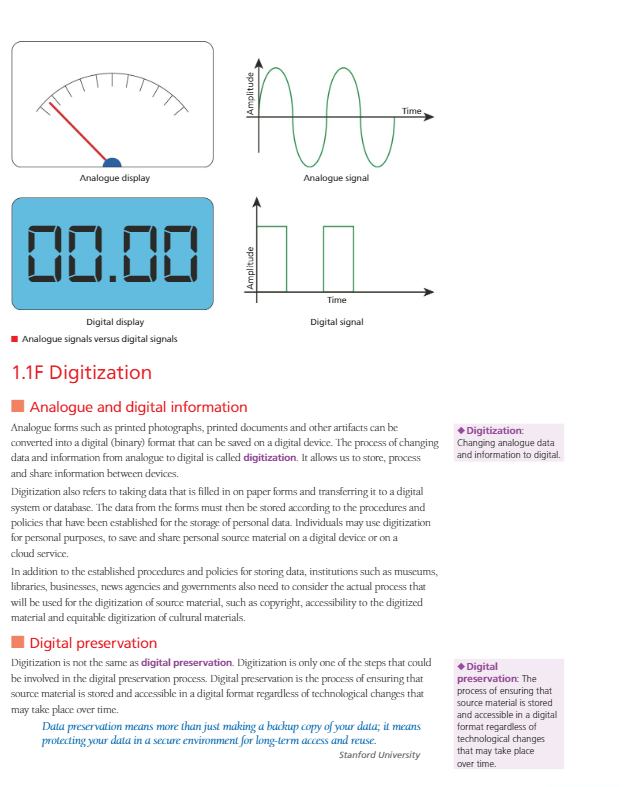 Amplitude
Time
Analogue display
Analogue signal
00.00
Amplitude
Time
Digital display
Digital signal
■ Analogue signals versus digital signals
1.1F Digitization
■ Analogue and digital information
Analogue forms such as printed photographs, printed documents and other artifacts can be
converted into a digital (binary) format that can be saved on a digital device. The process of changing
data and information from analogue to digital is called digitization. It allows us to store, process
and share information between devices.
◆ Digitization:
Changing analogue data
and information to digital.
Digitization also refers to taking data that is filled in on paper forms and transferring it to a digital
system or database. The data from the forms must then be stored according to the procedures and
policies that have been established for the storage of personal data. Individuals may use digitization
for personal purposes, to save and share personal source material on a digital device or on a
cloud service.
In addition to the established procedures and policies for storing data, institutions such as museums,
libraries, businesses, news agencies and governments also need to consider the actual process that
will be used for the digitization of source material, such as copyright, accessibility to the digitized
material and equitable digitization of cultural materials.
■ Digital preservation
Digitization is not the same as digital preservation. Digitization is only one of the steps that could
be involved in the digital preservation process. Digital preservation is the process of ensuring that
source material is stored and accessible in a digital format regardless of technological changes that
may take place over time.
Data preservation means more than just making a backup copy of your data; it means
protecting your data in a secure environment for long-term access and reuse.
Stanford University
◆ Digital
preservation: The
process of ensuring that
source material is stored
and accessible in a digital
format regardless of
technological changes
that may take place
over time.